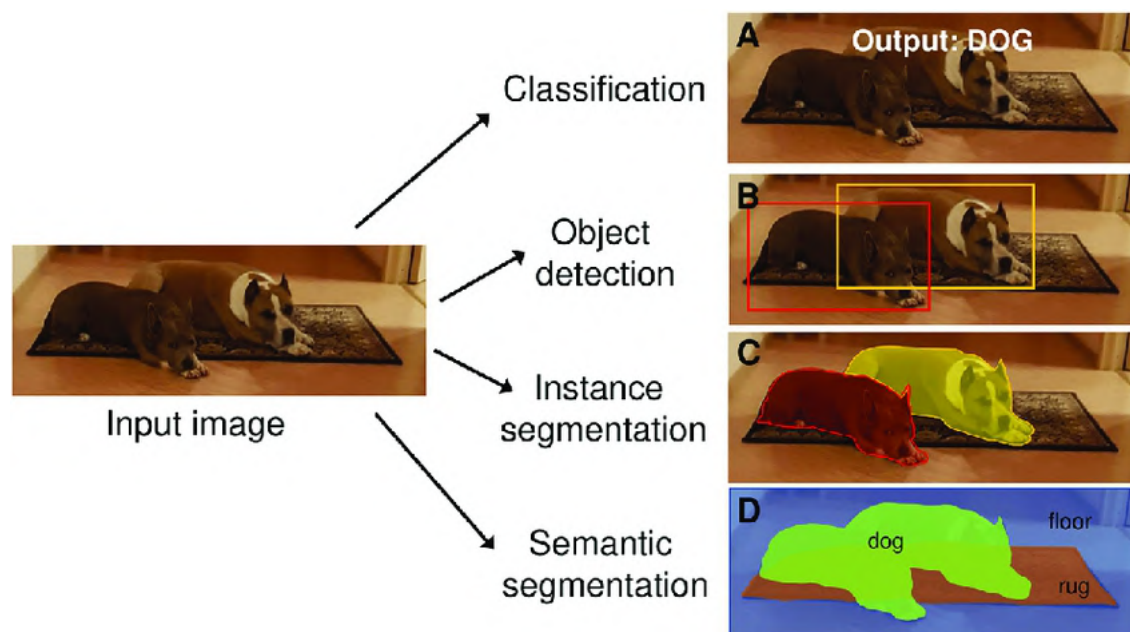 Input image
Classification
Object
detection
Instance
segmentation
Semantic
segmentation
A
Output: DOG
B
C
D
dog
floor
rug